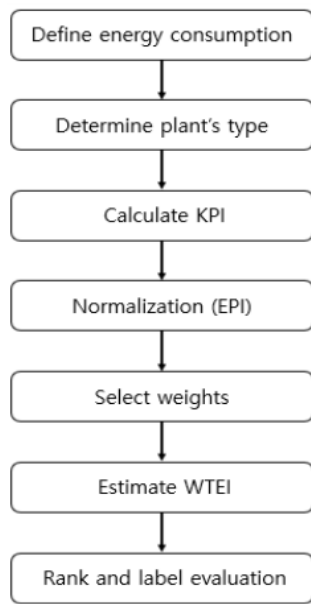 Define energy consumption
Determine plant's type
Calculate KPI
Normalization (EPI)
Select weights
Estimate WTEI
Rank and label evaluation